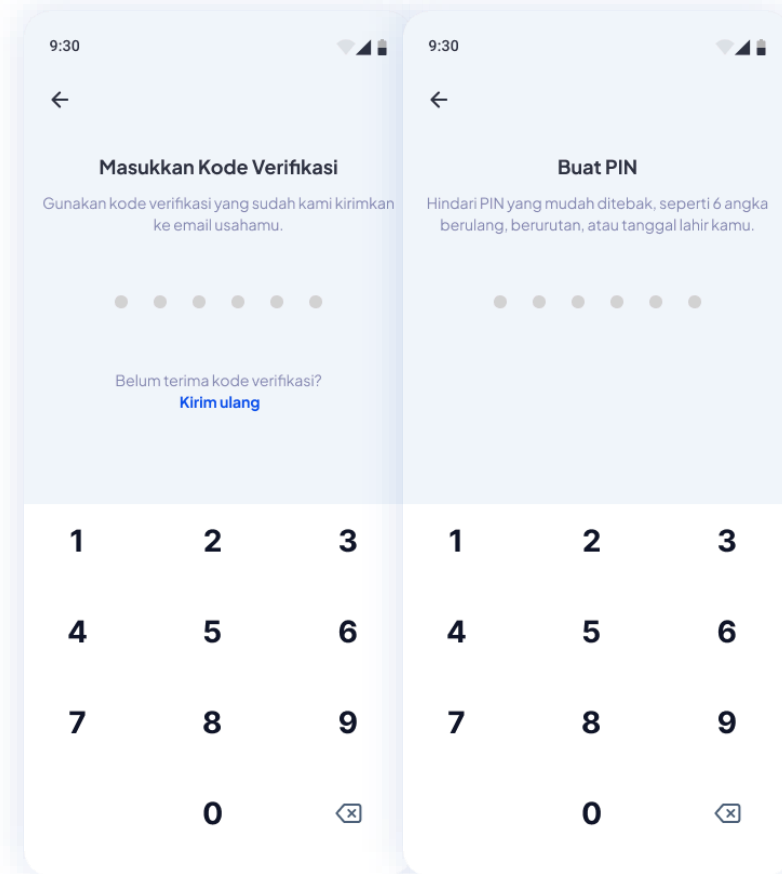 9:30
Masukkan Kode Verifikasi
Gunakan kode verifikasi yang sudah kami kirimkan
ke email usahamu.
Belum terima kode verifikasi?
Kirim ulang
1 2 3
4 5 6
7 8 9
0
9:30
Buat PIN
Hindari PIN yang mudah ditebak, seperti 6 angka
berulang, berurutan, atau tanggal lahir kamu.
1 2 3
4 5 6
7 8 9
0